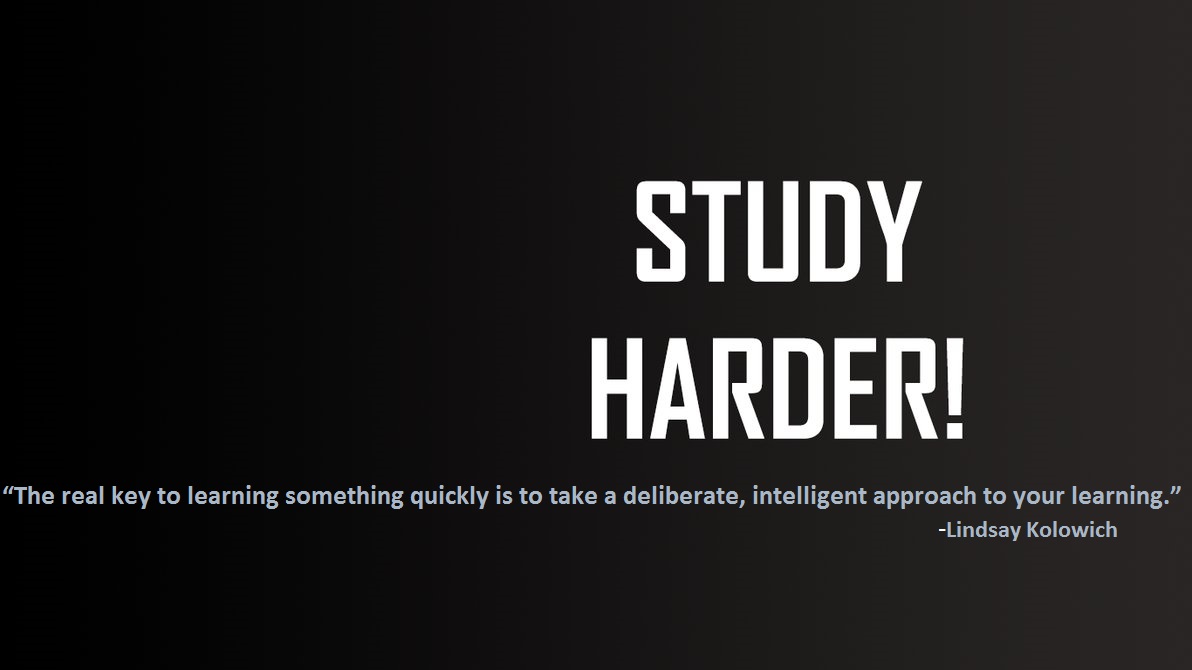 STUDY
HARDER!
“The real key to learning something quickly is to take a deliberate, intelligent approach to your learning.”
-Lindsay Kolowich